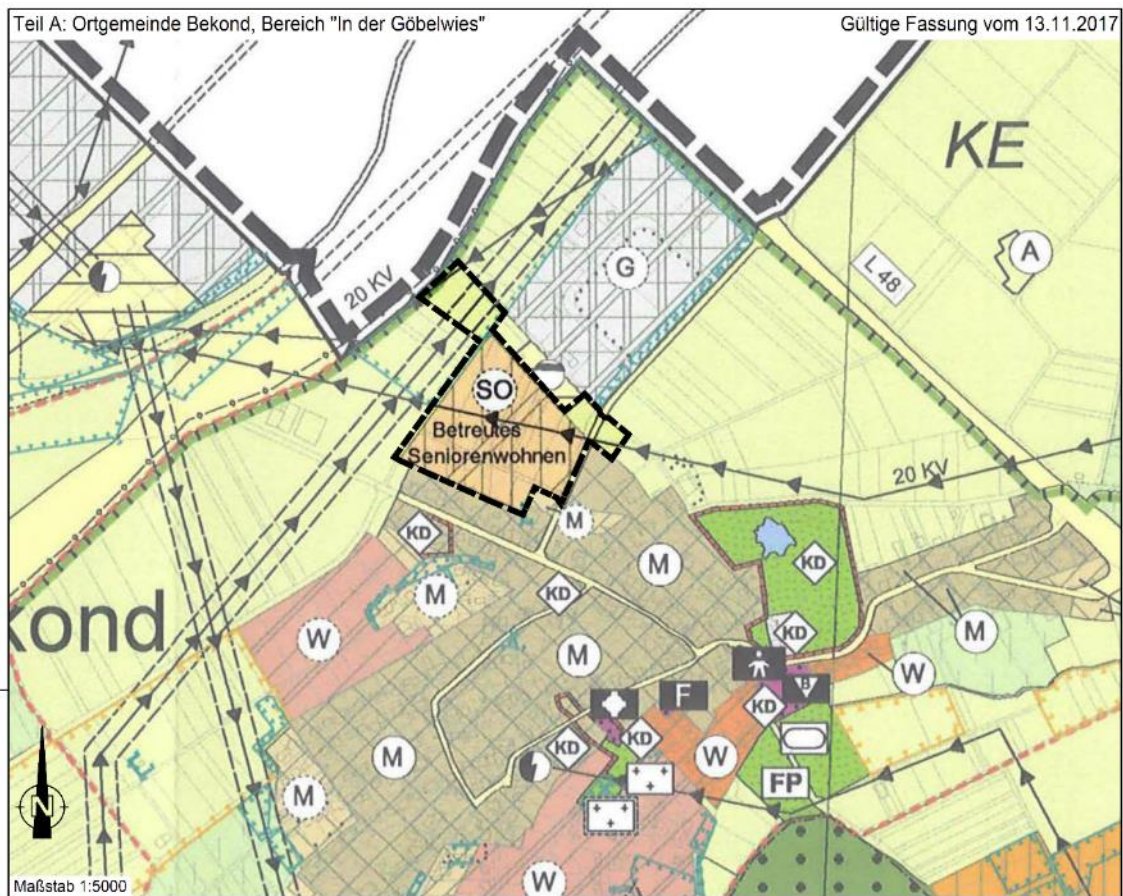 Teil A: Ortgemeinde Bekond, Bereich "In der Göbelwies"
Gültige Fassung vom 13.11.2017
KE
A
L 48
G
20 KV
SO
Betreutes
Seniorenwohnen
20 KV
M
KD
KD
M
KD
M
W
kond
M
KD
M
W
F
B
KD
KD
KD
M
W
M
FP
N
W
Maßstab 1:5000